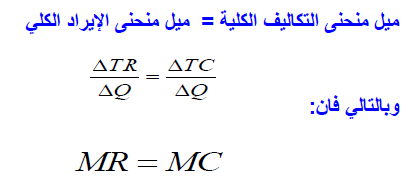 ميل منحنى التكاليف الكلية = ميل منحنى الإيراد الكلي
ΔTR/ΔQ = ΔTC/ΔQ
وبالتالي فان:
MR = MC